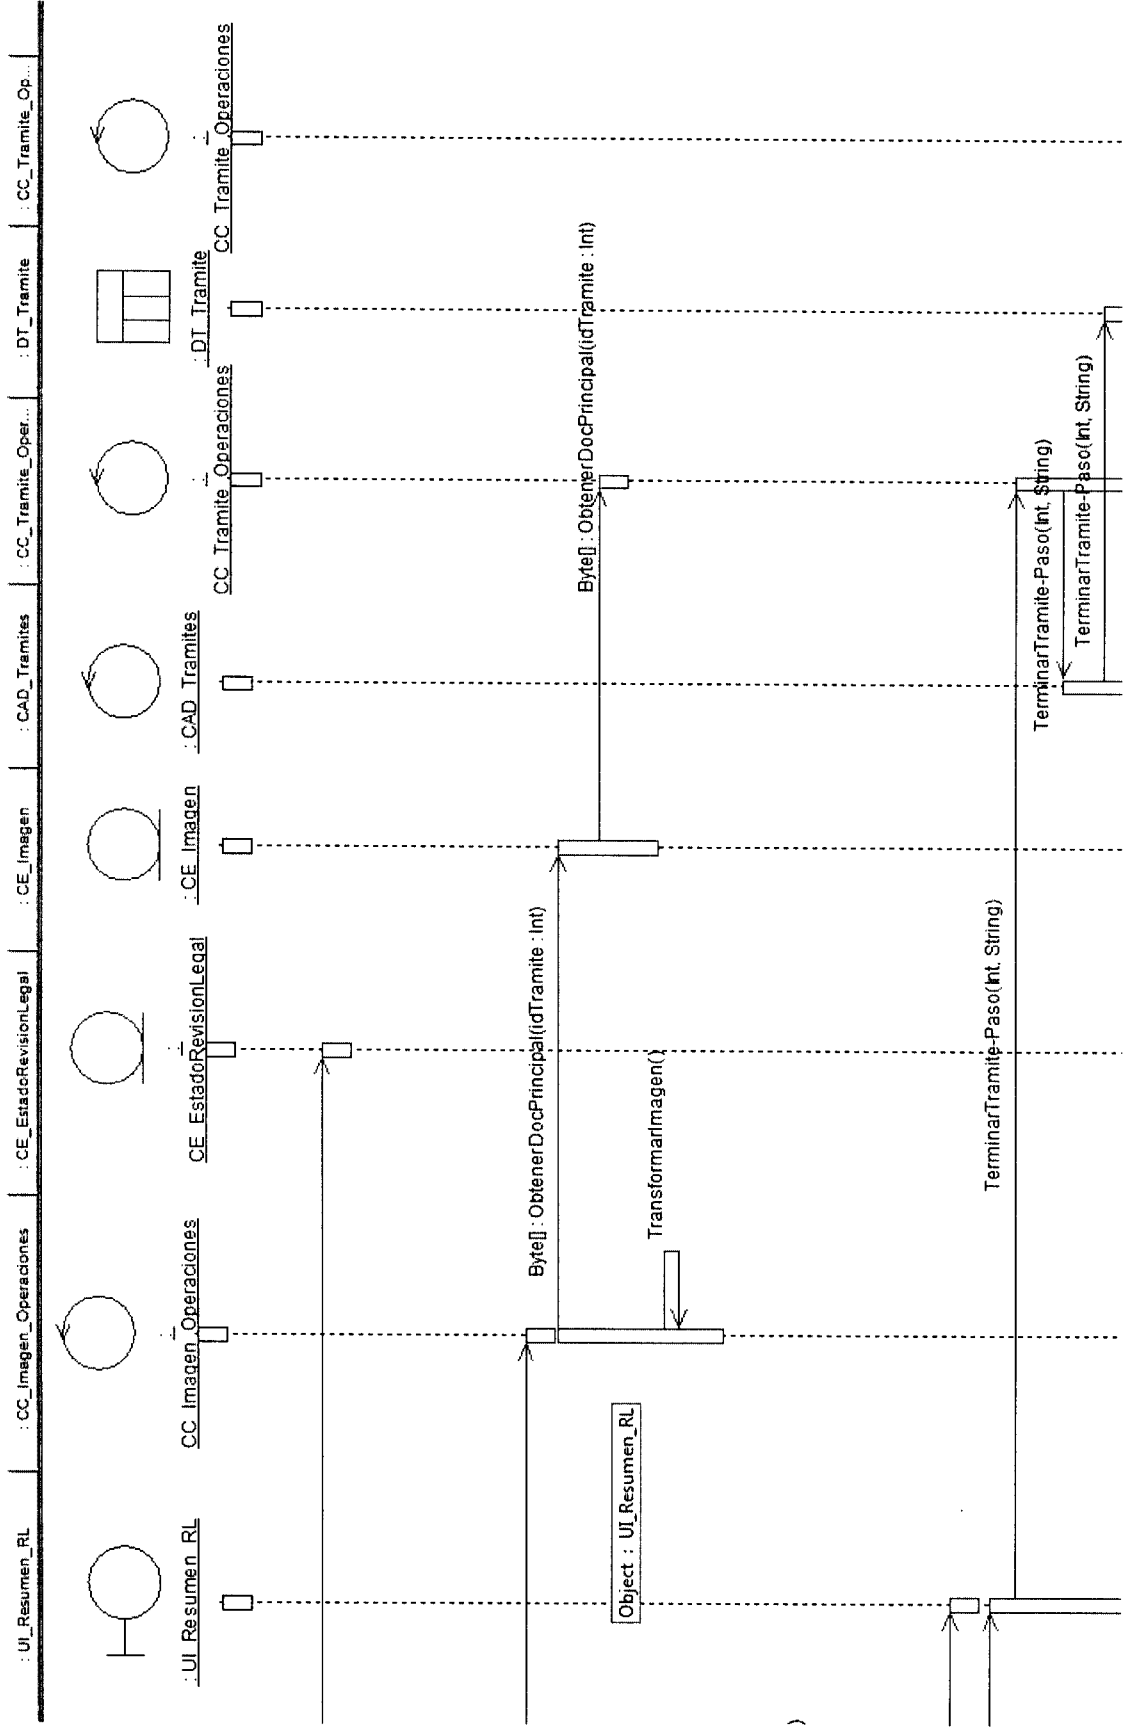 : UI_Resumen_RL
: CC_Imagen_Operaciones
: CE_EstadoRevisionLegal
: CE_Imagen
: CAD_Tramites
: CC_Tramite_Oper...
: DT_Tramite
: CC_Tramite_Op...
: UI_Resumen_RL
:
CC_Imagen_Operaciones
:
CE_EstadoRevisionLegal
: CE_Imagen
: CAD_Tramites
:
CC_Tramite_Operaciones
: DT_Tramite
:
CC_Tramite_Operaciones
Byte[] : ObtenerDocPrincipal(idTramite : Int)
Byte[] : ObtenerDocPrincipal(idTramite : Int)
Object : UI_Resumen_RL
TransformarImagen()
)
TerminarTramite-Paso(Int, String)
TerminarTramite-Paso(Int, String)
TerminarTramite-Paso(Int, String)